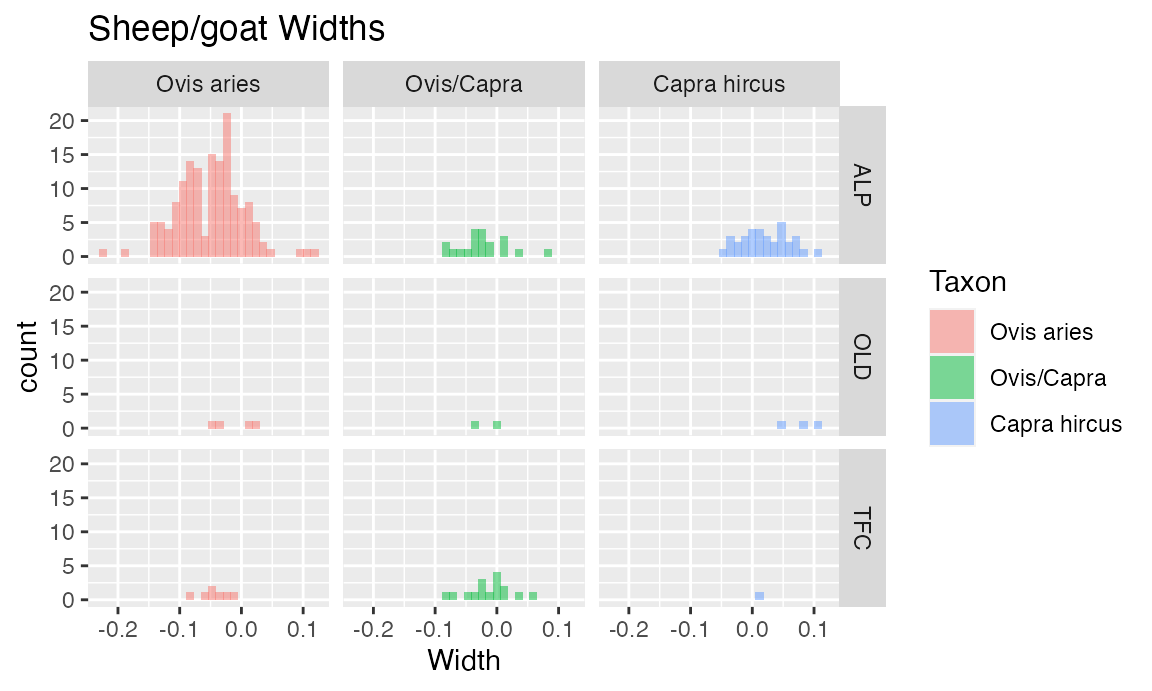 Sheep/goat Widths
Ovis aries
Ovis/Capra
Capra hircus
20
15
10
5
0
ALP
20
15
10
5
0
OLD
20
15
10
5
0
TFC
-0.2 -0.1 0.0 0.1
-0.2 -0.1 0.0 0.1
-0.2 -0.1 0.0 0.1
Width
count
Taxon
Ovis aries
Ovis/Capra
Capra hircus